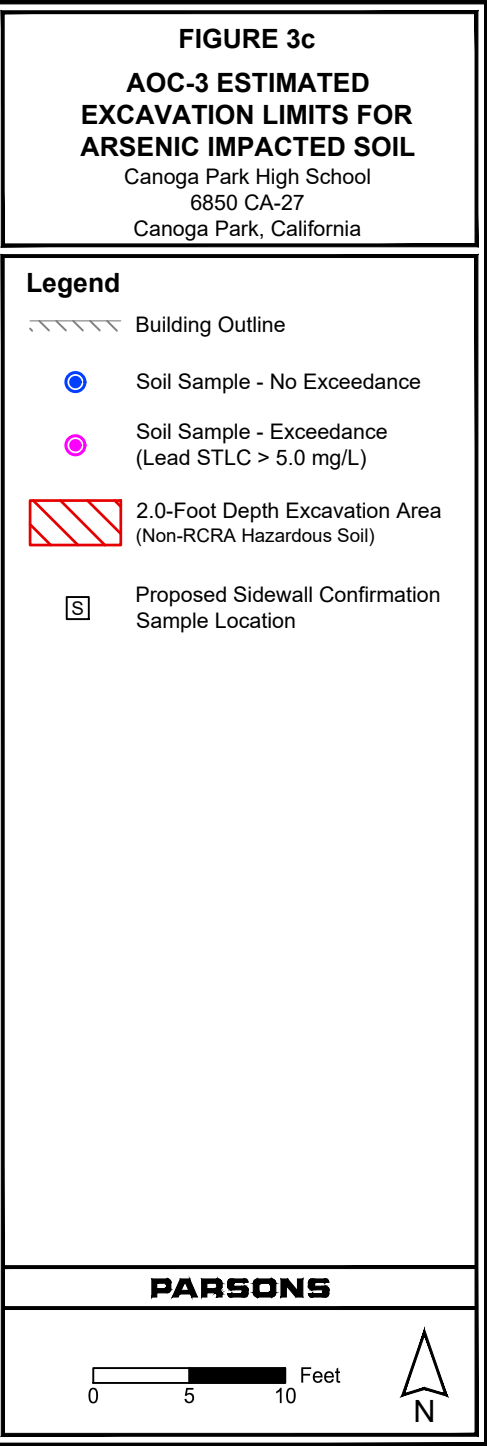 FIGURE 3c
AOC-3 ESTIMATED
EXCAVATION LIMITS FOR
ARSENIC IMPACTED SOIL
Canoga Park High School
6850 CA-27
Canoga Park, California
Legend
Building Outline
Soil Sample - No Exceedance
Soil Sample - Exceedance
(Lead STLC > 5.0 mg/L)
2.0-Foot Depth Excavation Area
(Non-RCRA Hazardous Soil)
S
Proposed Sidewall Confirmation
Sample Location
PARSONS
Feet
0 5 10
N